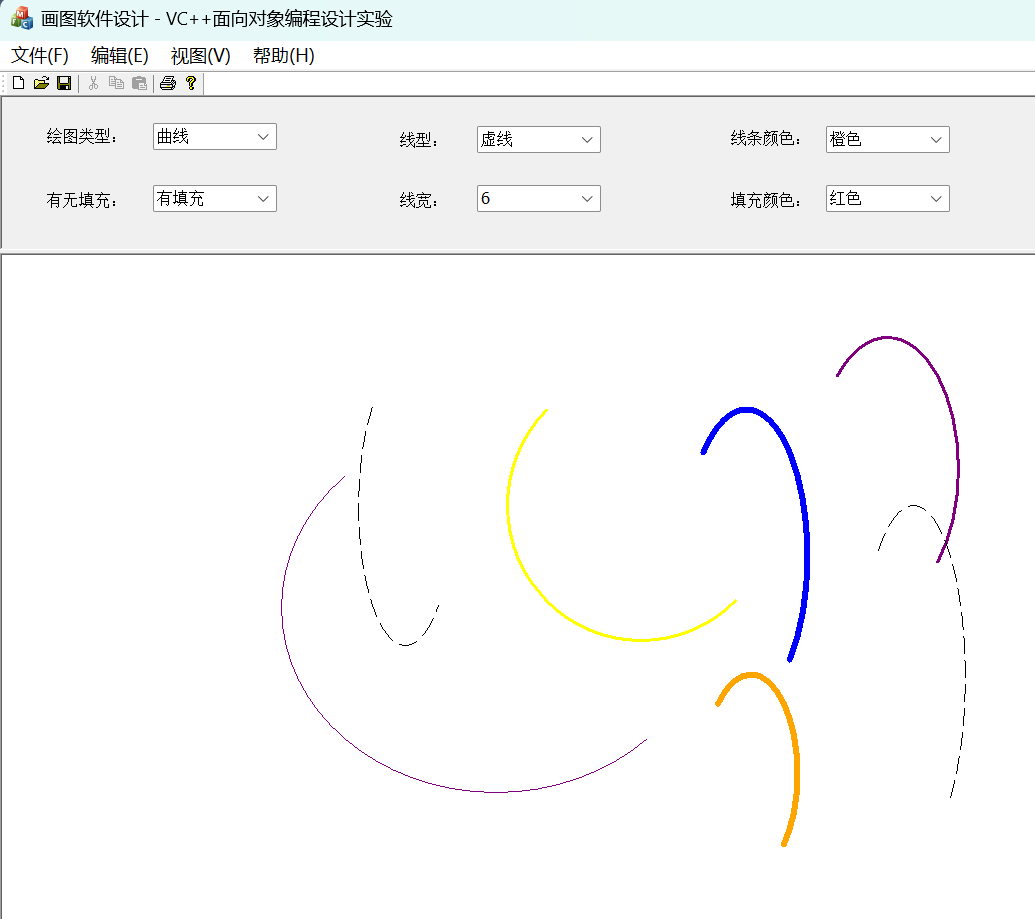 画图软件设计 - VC++面向对象编程设计实验
文件(F) 编辑(E) 视图(V) 帮助(H)
绘图类型： 曲线 线型： 虚线 线条颜色： 橙色
有无填充： 有填充 线宽： 6 填充颜色： 红色